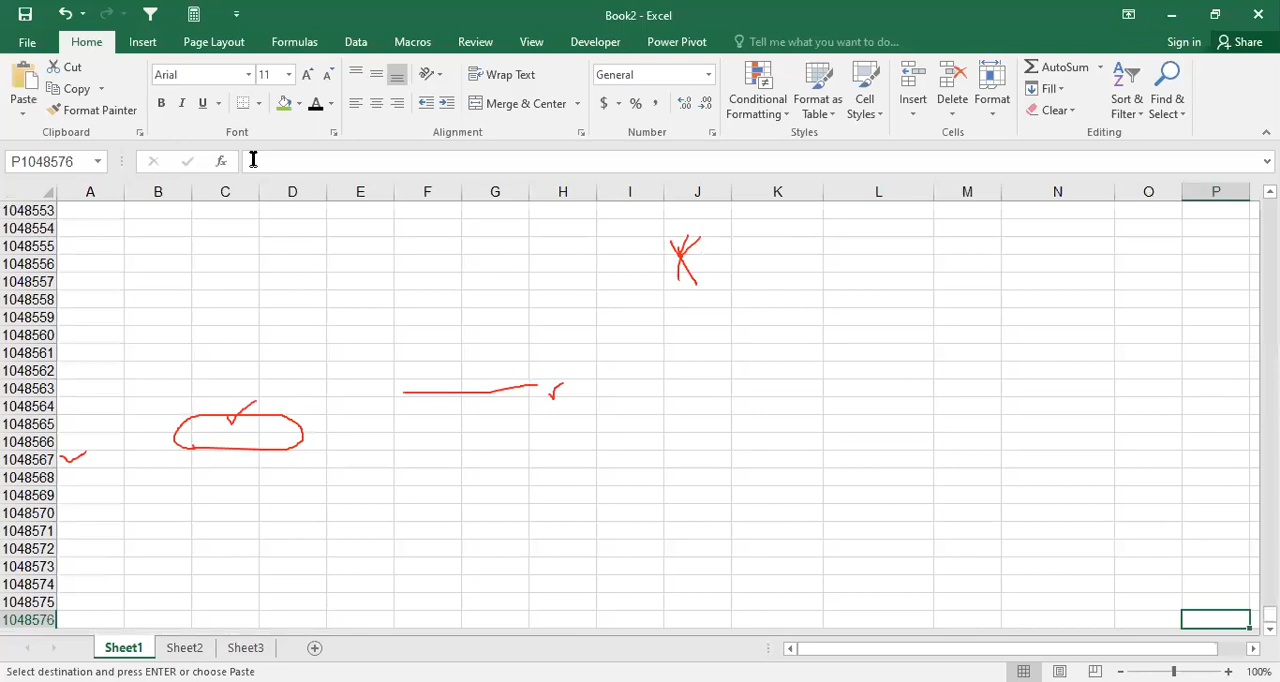 Book2 - Excel
File Home Insert Page Layout Formulas Data Macros Review View Developer Power Pivot Tell me what you want to do... Sign in Share
Cut
Copy
Format Painter
Paste
Clipboard
Arial 11
B I U
Font
Wrap Text
Merge & Center
Alignment
General
$ % ,
Number
Conditional Formatting
Format as Table
Cell Styles
Styles
Insert Delete Format
Cells
AutoSum
Fill
Clear
Sort & Filter
Find & Select
Editing
P1048576 fx
A B C D E F G H I J K L M N O P
1048553
1048554
1048555
1048556
1048557
1048558
1048559
1048560
1048561
1048562
1048563
1048564
1048565
1048566
1048567
1048568
1048569
1048570
1048571
1048572
1048573
1048574
1048575
1048576
K
Sheet1 Sheet2 Sheet3
Select destination and press ENTER or choose Paste
100%